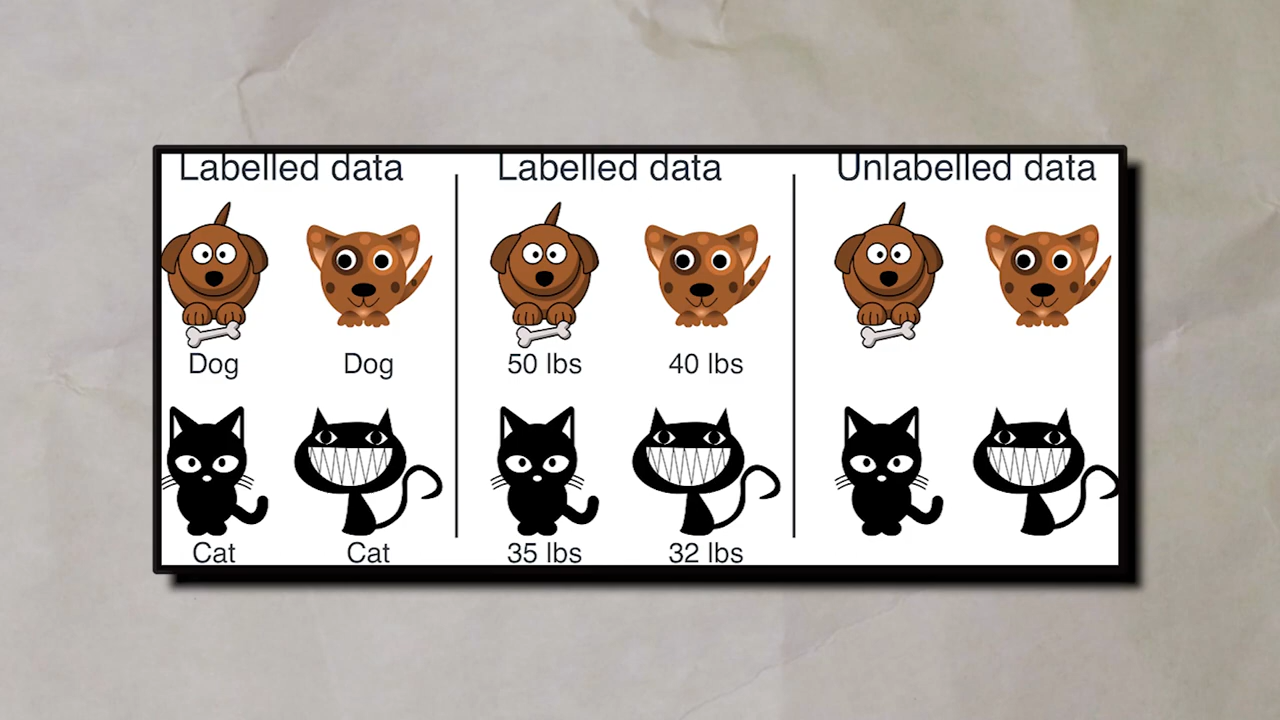 Labelled data
Dog Dog
Cat Cat
Labelled data
50 lbs 40 lbs
35 lbs 32 lbs
Unlabelled data